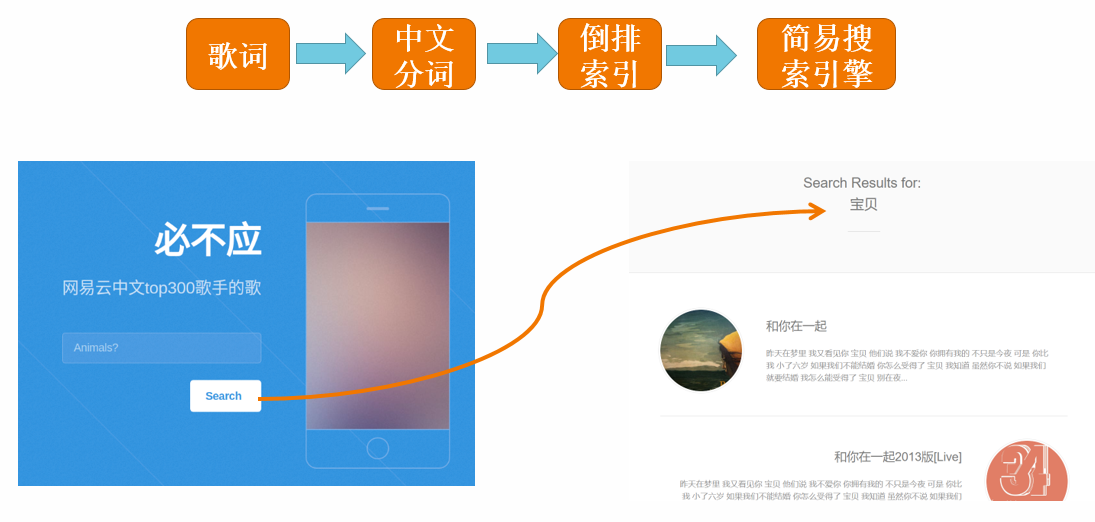 歌词
中文
分词
倒排
索引
简易搜
索引擎
必不应
网易云中文top300歌手的歌
Animals?
Search
Search Results for:
宝贝
和你在一起
昨天在梦里 我又看见你 宝贝 他们说 我不爱你 你拥有我的 不只是今夜 可是 你比
我 小了六岁 如果我们不能结婚 你怎么受得了 宝贝 我知道 虽然你不说 如果我们
就要结婚 我怎么能受得了 宝贝 别在夜...
和你在一起2013版[Live]
昨天在梦里 我又看见你 宝贝 他们说 我不爱你 你拥有我的 不只是今夜 可是 你比
我 小了六岁 如果我们不能结婚 你怎么受得了 宝贝 我知道 虽然你不说 如果我们
34